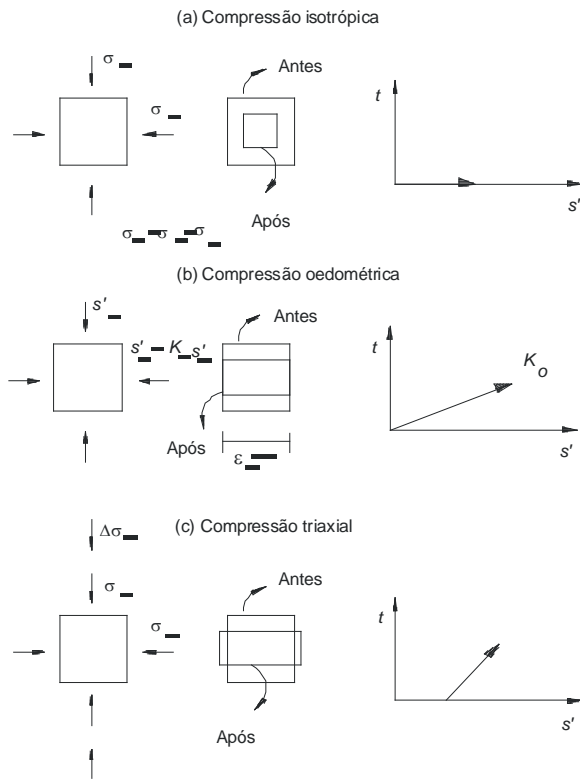 (a) Compressão isotrópica
σ
Antes
t
σ
Após
s'
σ σ σ
(b) Compressão oedométrica
s'
Antes
t
s' K s'
K o
Após
ε
s'
(c) Compressão triaxial
Δσ
σ
Antes
t
σ
Após
s'